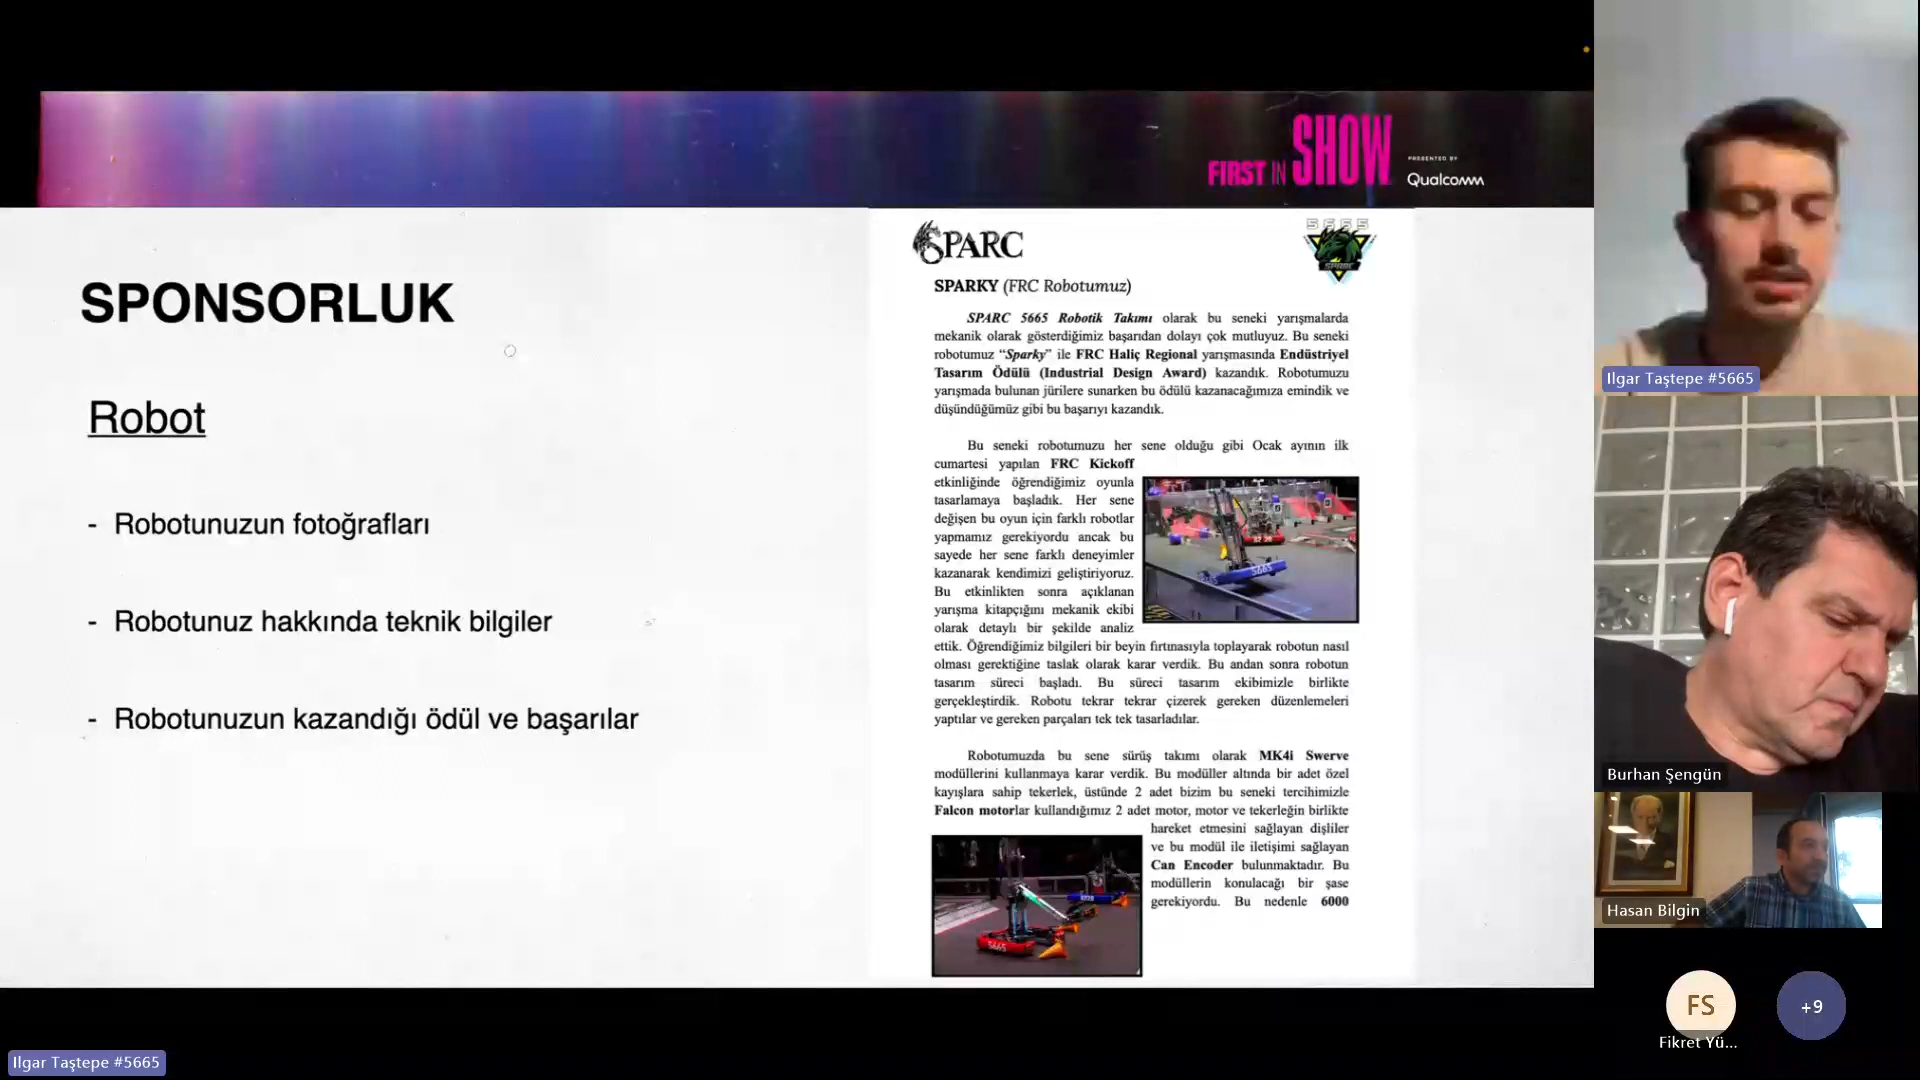 FIRST IN SHOW
PRESENTED BY
Qualcomm
SPONSORLUK
Robot
- Robotunuzun fotoğrafları
- Robotunuz hakkında teknik bilgiler
- Robotunuzun kazandığı ödül ve başarılar
SPARC
5665
SPARC
SPARKY (FRC Robotumuz)
SPARC 5665 Robotik Takımı olarak bu seneki yarışmalarda
mekanik olarak gösterdiğimiz başarıdan dolayı çok mutluyuz. Bu seneki
robotumuz “Sparky” ile FRC Haliç Regional yarışmasında Endüstriyel
Tasarım Ödülü (Industrial Design Award) kazandık. Robotumuzu
yarışmada bulunan jürilere sunarken bu ödülü kazanacağımıza emindik ve
düşündüğümüz gibi bu başarıyı kazandık.
Bu seneki robotumuzu her sene olduğu gibi Ocak ayının ilk
cumartesi yapılan FRC Kickoff
etkinliğinde öğrendiğimiz oyunla
tasarlamaya başladık. Her sene
değişen bu oyun için farklı robotlar
yapmamız gerekiyordu ancak bu
sayede her sene farklı deneyimler
kazanarak kendimizi geliştiriyoruz.
Bu etkinlikten sonra açıklanan
yarışma kitapçığını mekanik ekibi
olarak detaylı bir şekilde analiz
ettik. Öğrendiğimiz bilgileri bir beyin fırtınasıyla toplayarak robotun nasıl
olması gerektiğine taslak olarak karar verdik. Bu andan sonra robotun
tasarım süreci başladı. Bu süreci tasarım ekibimizle birlikte
gerçekleştirdik. Robotu tekrar tekrar çizerek gereken düzenlemeleri
yaptılar ve gereken parçaları tek tek tasarladılar.
Robotumuzda bu sene sürüş takımı olarak MK4i Swerve
modüllerini kullanmaya karar verdik. Bu modüller altında bir adet özel
kayışlara sahip tekerlek, üstünde 2 adet bizim bu seneki tercihimizle
Falcon motorlar kullandığımız 2 adet motor, motor ve tekerleğin birlikte
hareket etmesini sağlayan dişliler
ve bu modül ile iletişimi sağlayan
Can Encoder bulunmaktadır. Bu
modüllerin konulacağı bir şase
gerekiyordu. Bu nedenle 6000
5665
5665
Ilgar Taştepe #5665
Burhan Şengün
Hasan Bilgin
FS
+9
Fikret Yü...
Ilgar Taştepe #5665